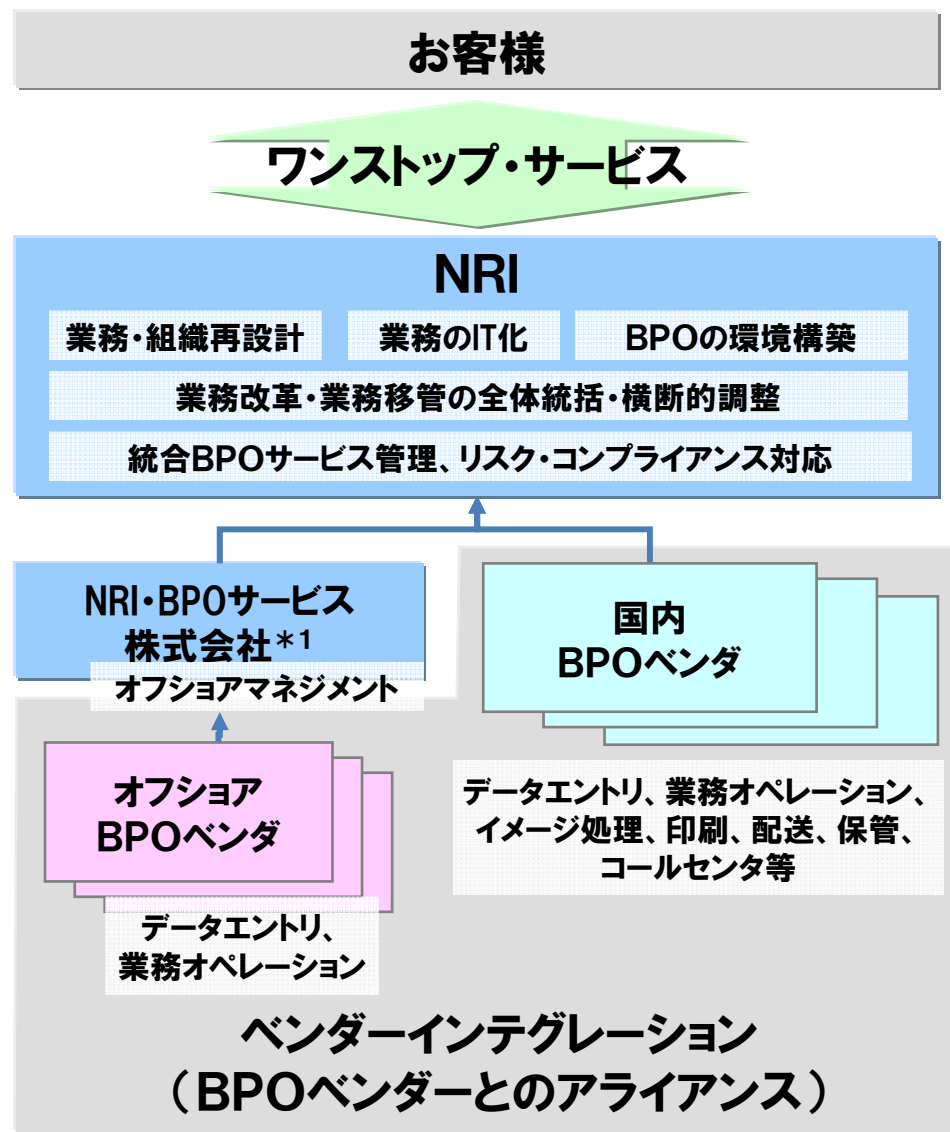 お客様
ワンストップ・サービス
NRI
業務・組織再設計
業務のIT化
BPOの環境構築
業務改革・業務移管の全体統括・横断的調整
統合BPOサービス管理、リスク・コンプライアンス対応
NRI・BPOサービス
株式会社*1
オフショアマネジメント
国内
BPOベンダ
オフショア
BPOベンダ
データエントリ、業務オペレーション、
イメージ処理、印刷、配送、保管、
コールセンタ等
データエントリ、
業務オペレーション
ベンダーインテグレーション
（BPOベンダーとのアライアンス）